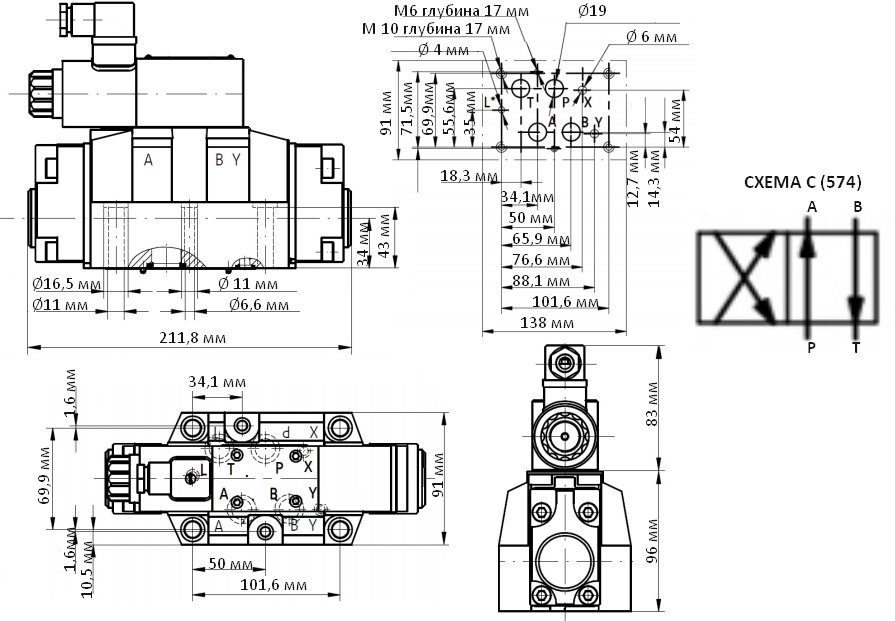 M6 глубина 17 мм
Ø19
M 10 глубина 17 мм
Ø 6 мм
Ø 4 мм
L*
T
P
X
A
B
Y
91 мм
71,5мм
69,9мм
55,6мм
35 мм
54 мм
12,7 мм
14,3 мм
18,3 мм
34,1мм
50 мм
65,9 мм
76,6 мм
88,1 мм
101,6 мм
138 мм
A
B Y
34 мм
43 мм
Ø16,5 мм
Ø 11 мм
Ø11 мм
Ø6,6 мм
211,8 мм
СХЕМА С (574)
A B
P T
34,1 мм
1,6 мм
69,9 мм
1,6мм
10,5 мм
P X
L T P X
A B Y
A B Y
91 мм
50 мм
101,6 мм
83 мм
96 мм